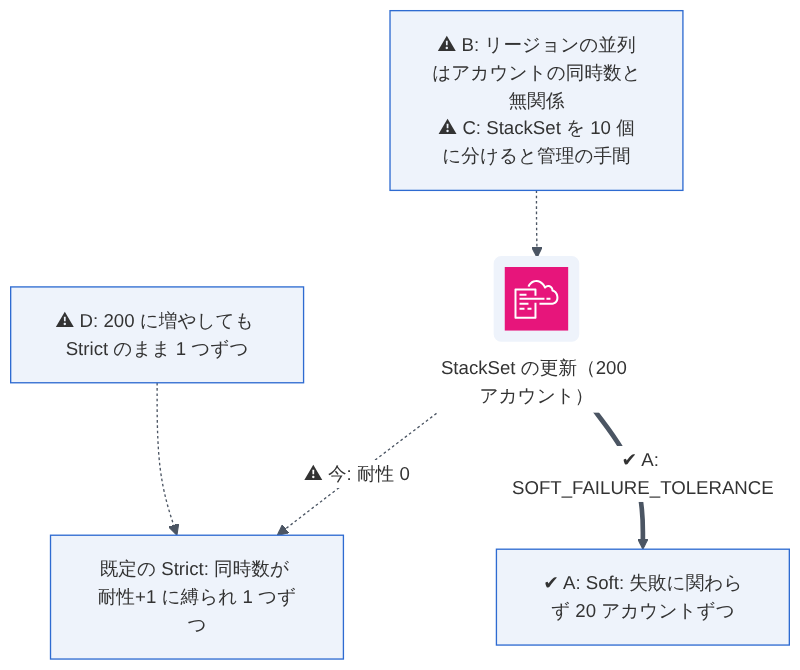 ⚠ B: リージョンの並列
はアカウントの同時数と
無関係
⚠ C: StackSet を 10 個
に分けると管理の手間
⚠ D: 200 に増やしても
Strict のまま 1 つずつ
StackSet の更新（200
アカウント）
⚠ 今: 耐性 0
✔ A:
SOFT_FAILURE_TOLERANCE
既定の Strict: 同時数が
耐性+1 に縛られ 1 つず
つ
✔ A: Soft: 失敗に関わら
ず 20 アカウントずつ